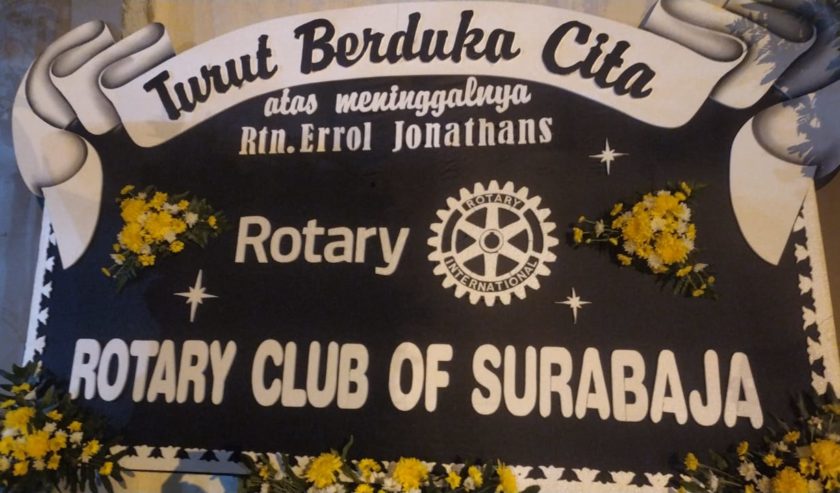 Turut Berduka Cita
atas meninggalnya
Rtn. Errol Jonathans
Rotary
ROTARY
INTERNATIONAL
ROTARY CLUB OF SURABAJA